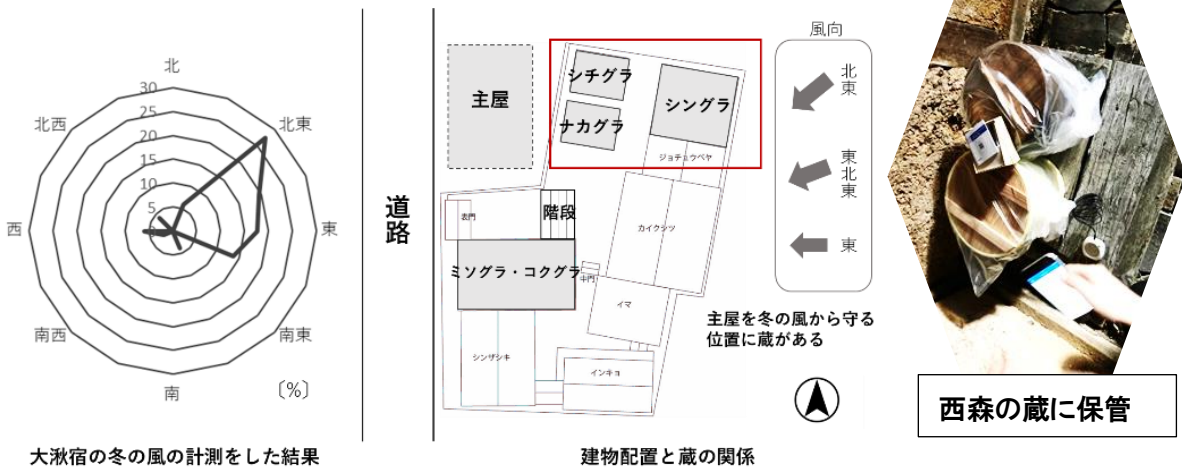 北
北東
東
南東
南
南西
西
北西
30
25
20
15
10
5
0
〔%〕
大湫宿の冬の風の計測をした結果
道路
主屋
シチグラ
ナカグラ
シングラ
ジョチュウベヤ
表門
階段
カイクシツ
ミソグラ・コクグラ
中門
イマ
シンザシキ
インキョ
風向
北東
東北東
東
主屋を冬の風から守る
位置に蔵がある
建物配置と蔵の関係
西森の蔵に保管